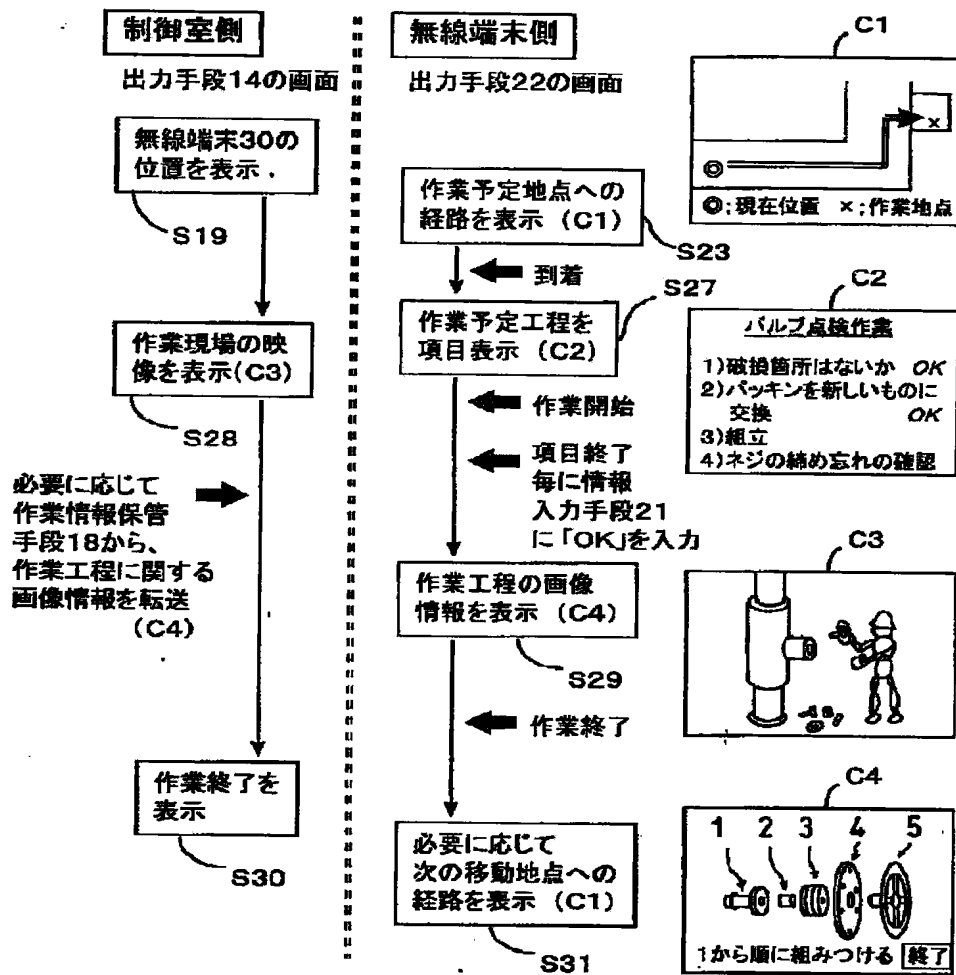 制御室側
出力手段14の画面
無線端末30の
位置を表示．
S19
作業現場の映
像を表示(C3)
S28
必要に応じて
作業情報保管
手段18から、
作業工程に関する
画像情報を転送
(C4)
作業終了を
表示
S30
無線端末側
出力手段22の画面
作業予定地点への
経路を表示 (C1)
S23
到着
S27
作業予定工程を
項目表示 (C2)
作業開始
項目終了
毎に情報
入力手段21
に「OK」を入力
作業工程の画像
情報を表示 (C4)
S29
作業終了
必要に応じて
次の移動地点への
経路を表示 (C1)
S31
C1
◎
×
◎;現在位置 ×;作業地点
C2
バルブ点検作業
1)破損箇所はないか OK
2)パッキンを新しいものに
交換 OK
3)組立
4)ネジの締め忘れの確認
C3
C4
1 2 3 4 5
1から順に組みつける 終了